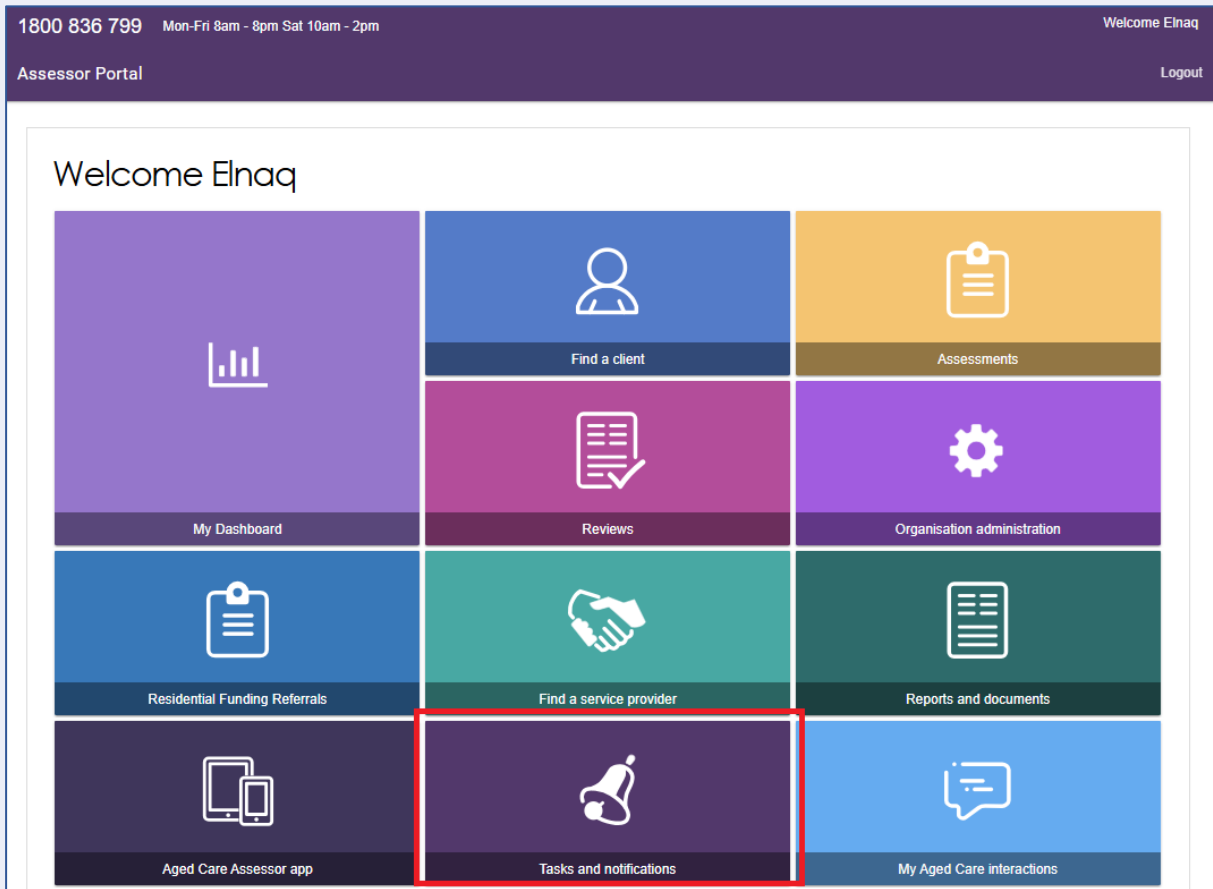 1800 836 799 Mon-Fri 8am - 8pm Sat 10am - 2pm
Welcome Elnaq
Assessor Portal
Logout
Welcome Elnaq
Find a client
Assessments
My Dashboard
Reviews
Organisation administration
Residential Funding Referrals
Find a service provider
Reports and documents
Aged Care Assessor app
Tasks and notifications
My Aged Care interactions